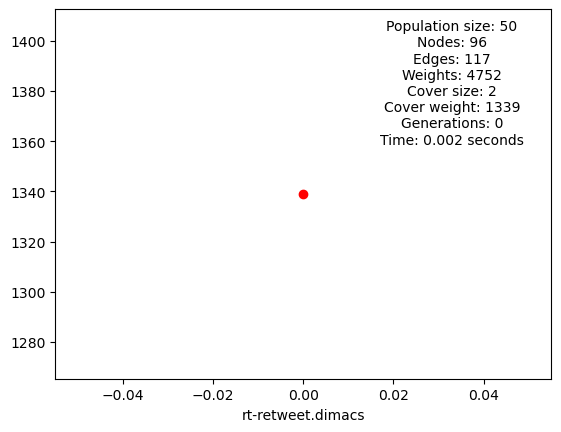 Population size: 50
Nodes: 96
Edges: 117
Weights: 4752
Cover size: 2
Cover weight: 1339
Generations: 0
Time: 0.002 seconds
1400
1380
1360
1340
1320
1300
1280
−0.04
−0.02
0.00
0.02
0.04
rt-retweet.dimacs